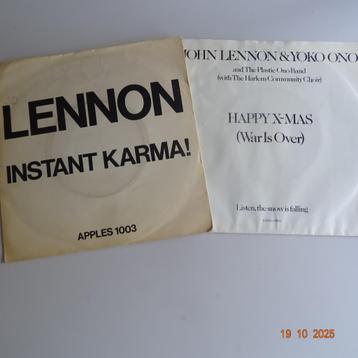 LENNON
INSTANT KARMA!
APPLES 1003
JOHN LENNON & YOKO ONO
and The Plastic Ono Band
(with The Harlem Community Choir)
HAPPY X-MAS
(War Is Over)
Listen, the snow is falling
19 10 2025